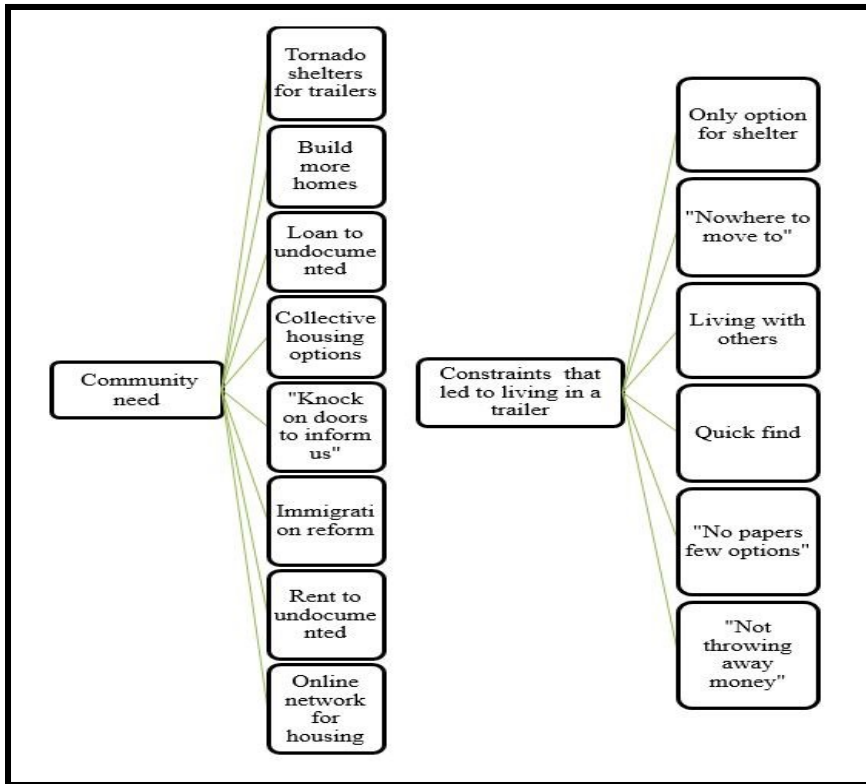 Community
need
Tornado
shelters
for trailers
Build
more
homes
Loan to
undocume
nted
Collective
housing
options
"Knock
on doors
to inform
us"
Immigrati
on reform
Rent to
undocume
nted
Online
network
for
housing
Constraints that
led to living in a
trailer
Only option
for shelter
"Nowhere to
move to"
Living with
others
Quick find
"No papers
few options"
"Not
throwing
away
money"